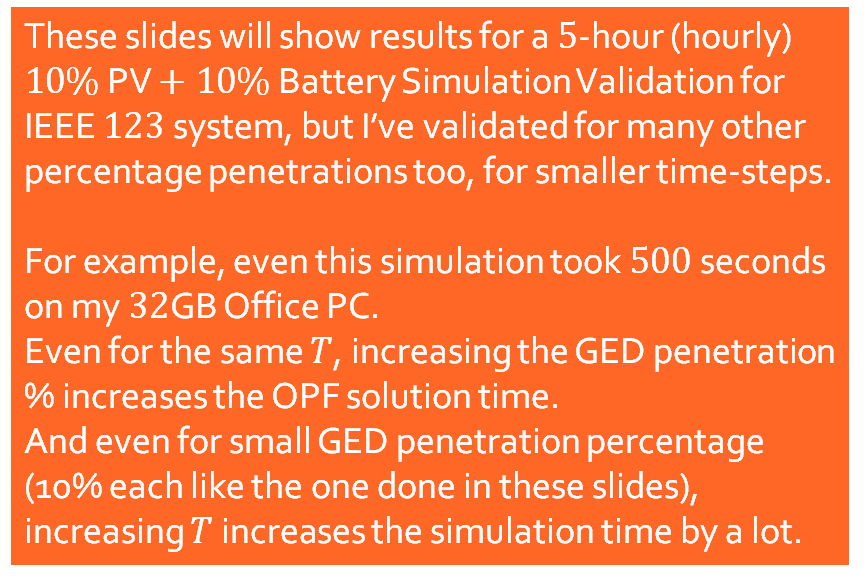 These slides will show results for a 5-hour (hourly)
10% PV + 10% Battery Simulation Validation for
IEEE 123 system, but I’ve validated for many other
percentage penetrations too, for smaller time-steps.
For example, even this simulation took 500 seconds
on my 32GB Office PC.
Even for the same T, increasing the GED penetration
% increases the OPF solution time.
And even for small GED penetration percentage
(10% each like the one done in these slides),
increasing T increases the simulation time by a lot.